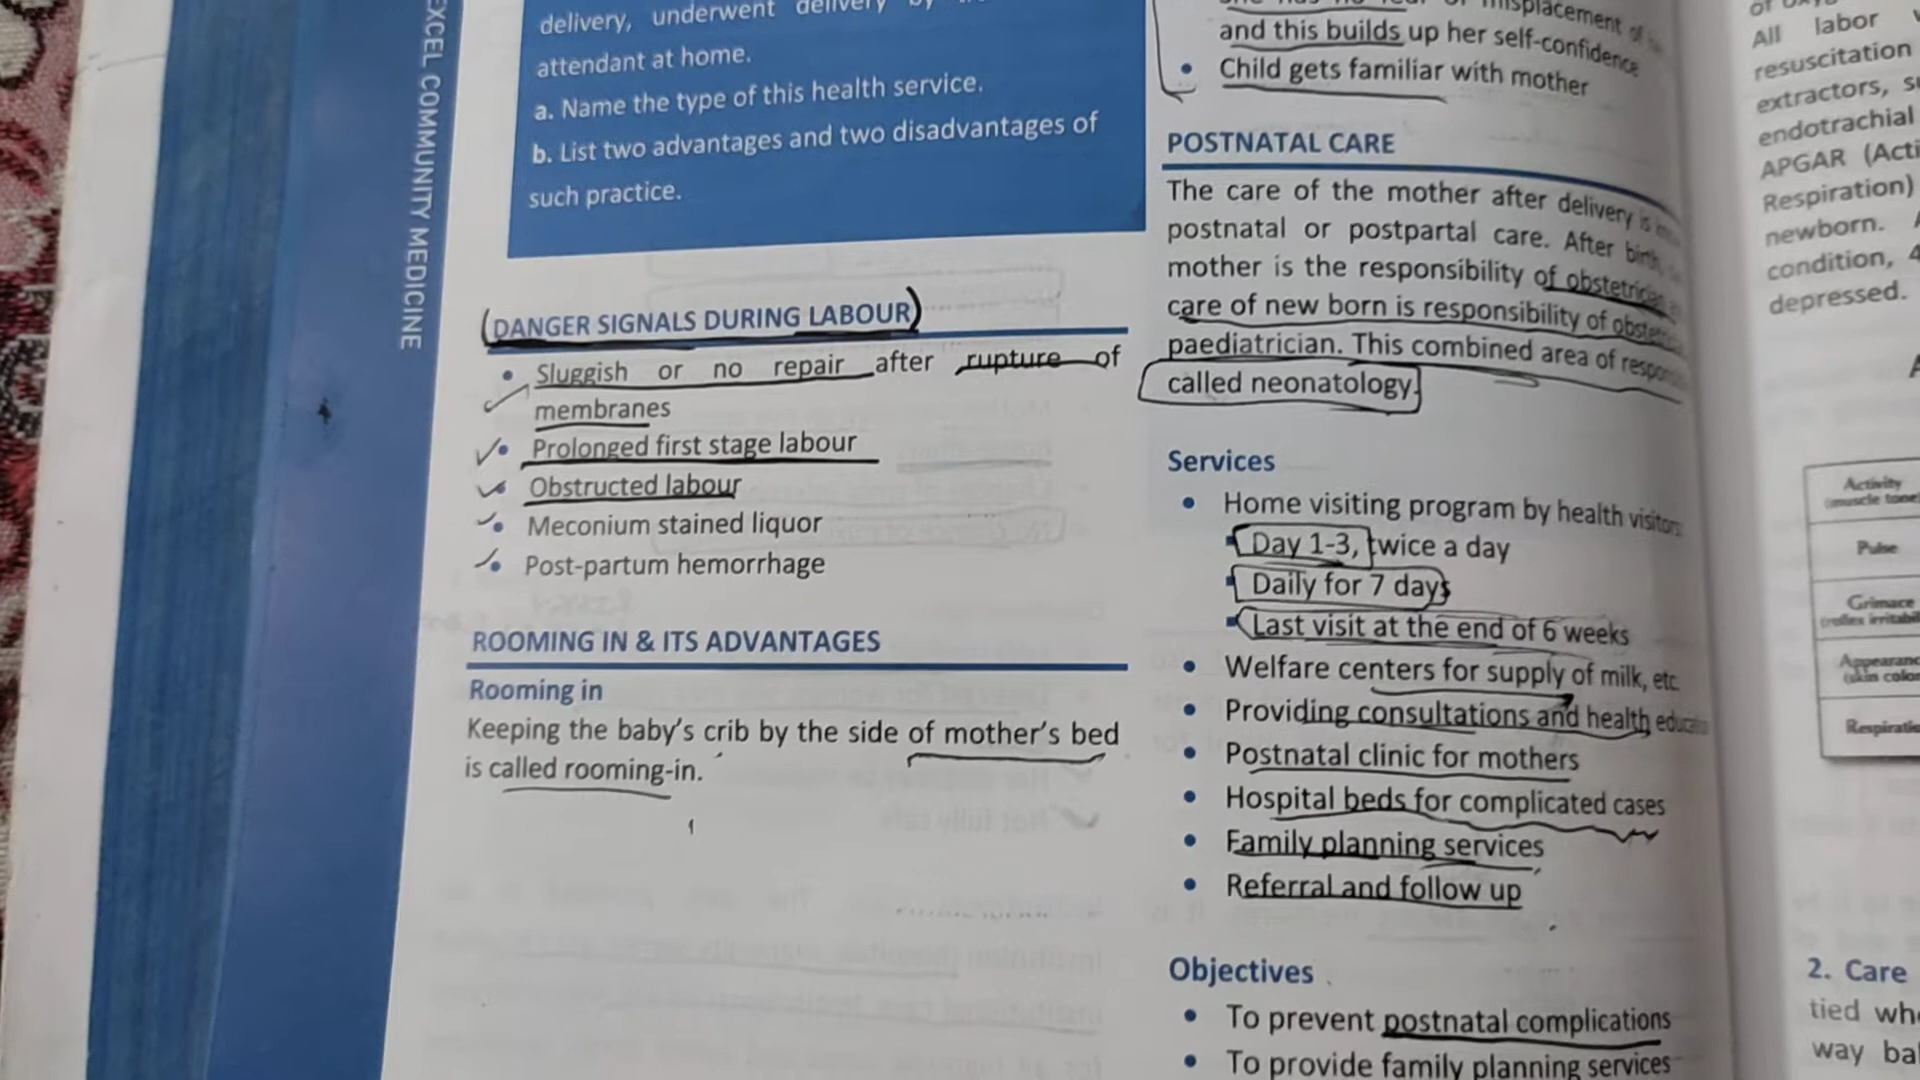 EXCEL COMMUNITY MEDICINE
delivery, underwent delivery by
attendant at home.
a. Name the type of this health service.
b. List two advantages and two disadvantages of
such practice.
DANGER SIGNALS DURING LABOUR
• Sluggish or no repair after rupture of
membranes
• Prolonged first stage labour
• Obstructed labour
• Meconium stained liquor
• Post-partum hemorrhage
ROOMING IN & ITS ADVANTAGES
Rooming in
Keeping the baby's crib by the side of mother's bed
is called rooming-in.
misplacement of
and this builds up her self-confidence
• Child gets familiar with mother
POSTNATAL CARE
The care of the mother after delivery is
postnatal or postpartal care. After birth,
mother is the responsibility of obstetrician
care of new born is responsibility of
paediatrician. This combined area of
called neonatology.
Services
• Home visiting program by health visitors
Day 1-3, twice a day
Daily for 7 days
Last visit at the end of 6 weeks
• Welfare centers for supply of milk, etc.
• Providing consultations and health
• Postnatal clinic for mothers
• Hospital beds for complicated cases
• Family planning services
• Referral and follow up
Objectives
• To prevent postnatal complications
• To provide family planning services
All labor
resuscitation
extractors,
endotrachial
APGAR
Respiration)
newborn.
condition, 4
depressed.
Activity
Pulse
Grimace
2. Care
tied
way